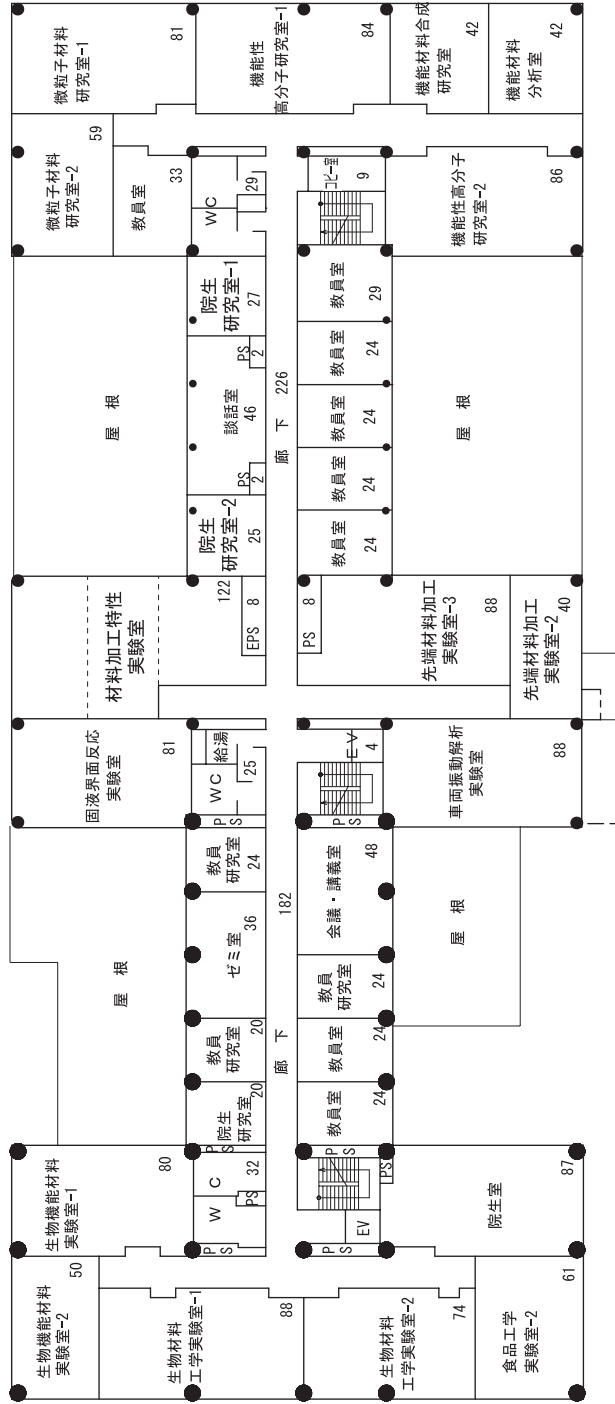 生物機能材料
実験室-2
50
生物材料
工学実験室-1
88
生物材料
工学実験室-2
74
食品工学
実験室-2
61
生物機能材料
実験室-1
80
W
C
32
PS
PS
PS
PS
EV
PS
PS
院生室
87
屋 根
院生
研究室
20
教員
研究室
20
ゼミ室
36
教員
研究室
24
廊 下
182
教員室
24
教員室
24
教員
研究室
24
会議・講義室
48
屋 根
固液界面反応
実験室
81
WC
給湯
25
PS
PS
EV
4
車両振動解析
実験室
88
材料加工特性
実験室
122
EPS
8
PS
8
先端材料加工
実験室-3
88
先端材料加工
実験室-2
40
屋 根
院生
研究室-2
25
PS
2
談話室
46
PS
2
院生
研究室-1
27
廊 下
226
教員室
24
教員室
24
教員室
24
教員室
24
教員室
29
屋 根
微粒子材料
研究室-2
59
教員室
33
WC
29
コピー室
9
機能性高分子
研究室-2
86
微粒子材料
研究室-1
81
機能性
高分子研究室-1
84
機能材料合成
研究室
42
機能材料
分析室
42